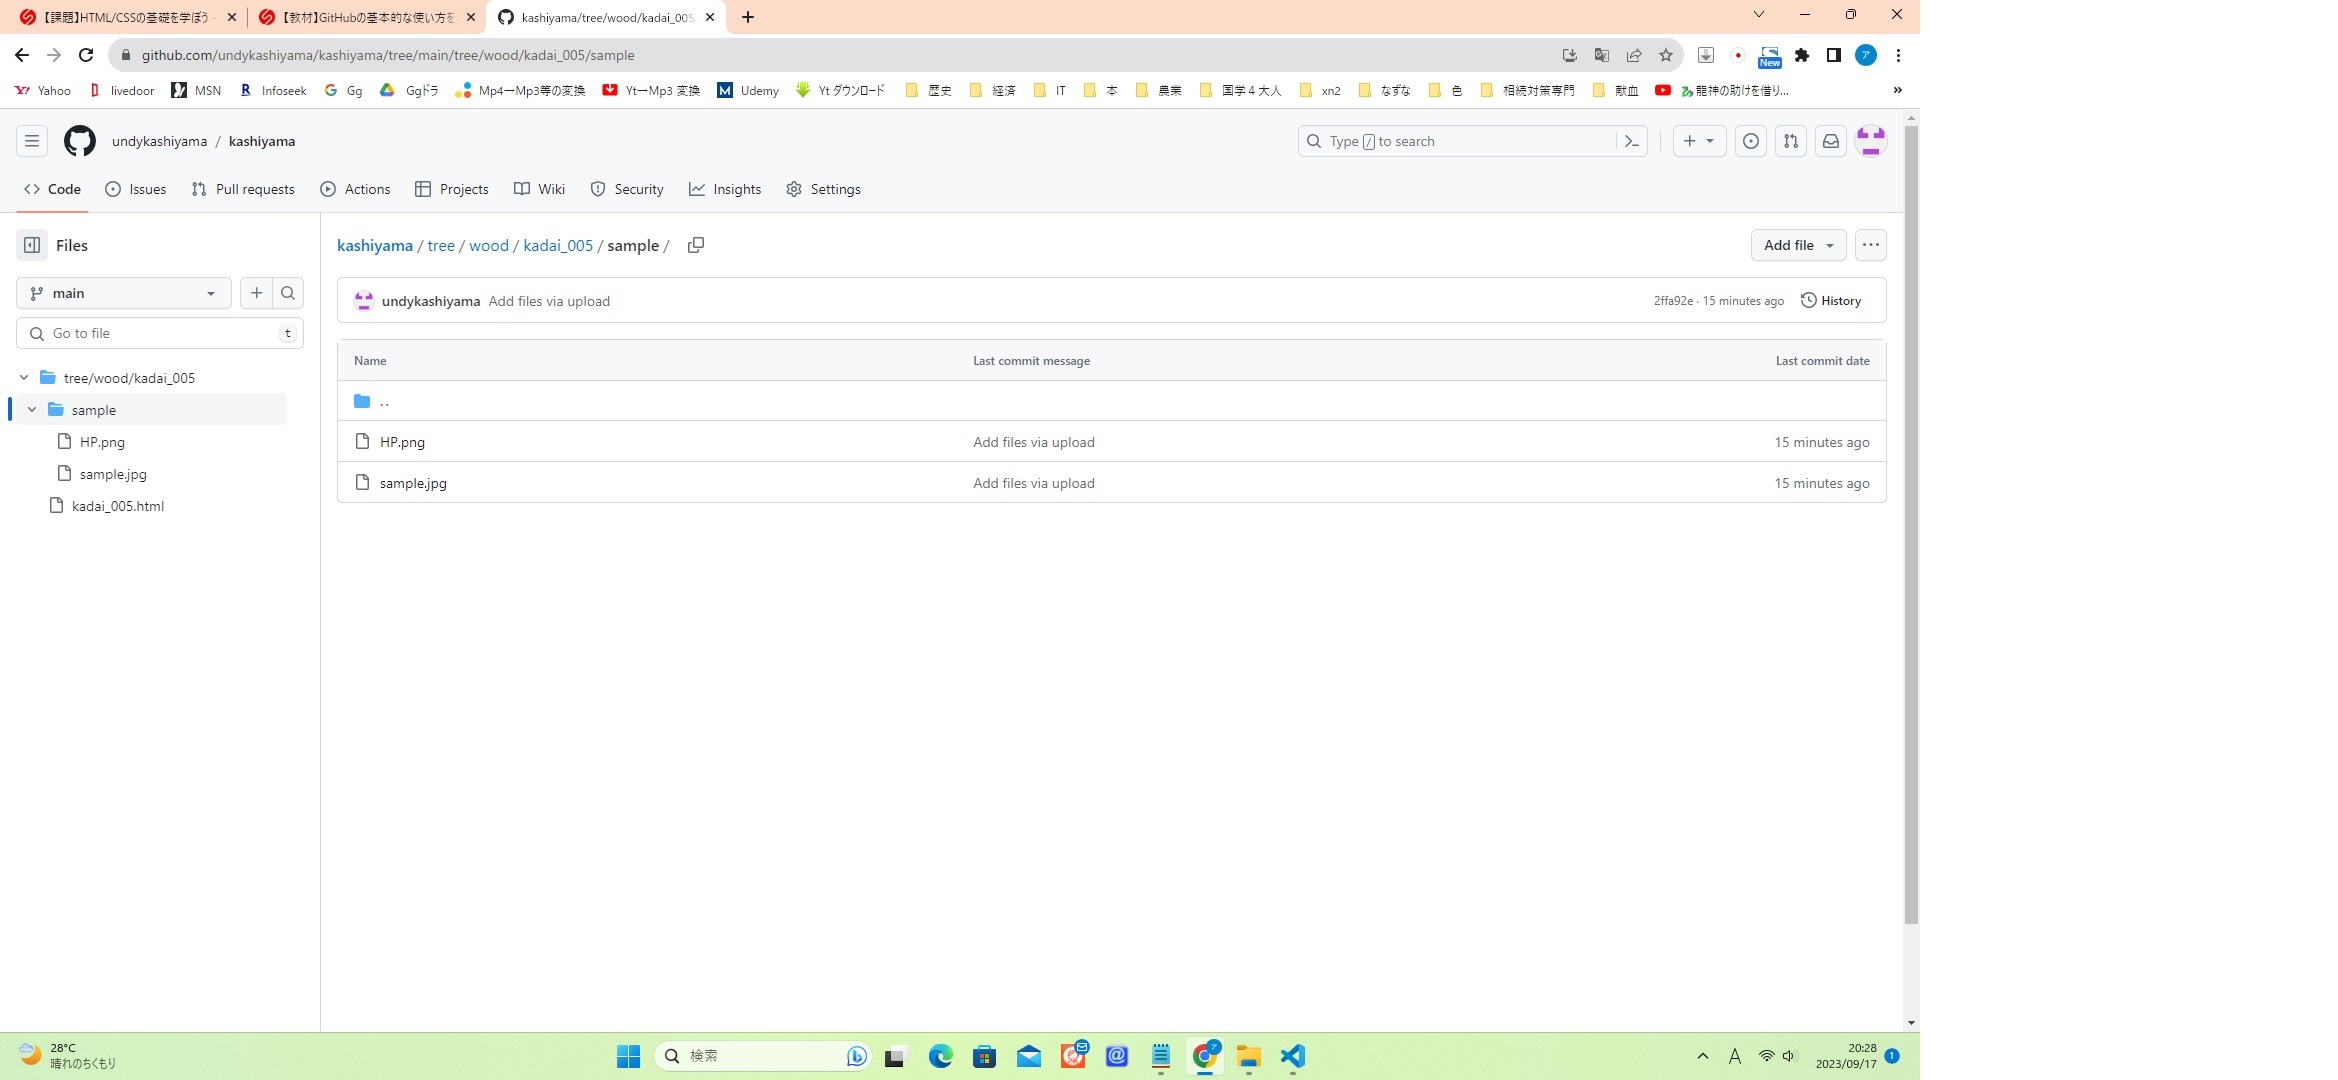 【課題】HTML/CSSの基礎を学ぼう -
【教材】GitHubの基本的な使い方を
kashiyama/tree/wood/kadai_005
github.com/undykashiyama/kashiyama/tree/main/tree/wood/kadai_005/sample
New
ア
Yahoo livedoor MSN Infoseek Gg Ggドラ Mp4ーMp3等の変換 YtーMp3 変換 Udemy Yt ダウンロード 歴史 経済 IT 本 農業 国学４大人 xn2 なずな 色 相続対策専門 献血 龍神の助けを借り... »
undykashiyama / kashiyama
Type / to search
Code Issues Pull requests Actions Projects Wiki Security Insights Settings
Files
kashiyama / tree / wood / kadai_005 / sample /
Add file
main
undykashiyama Add files via upload
2ffa92e · 15 minutes ago History
Go to file t
Name Last commit message Last commit date
tree/wood/kadai_005
..
sample
HP.png
HP.png Add files via upload 15 minutes ago
sample.jpg
sample.jpg Add files via upload 15 minutes ago
kadai_005.html
28°C
晴れのちくもり
検索
ア
A
20:28
2023/09/17
1